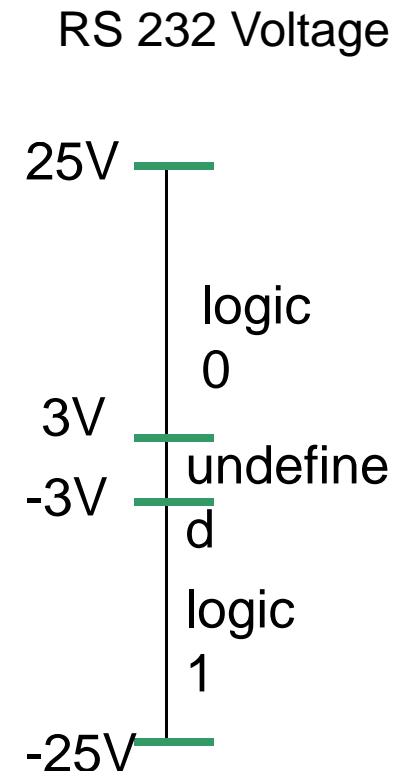 RS 232 Voltage
25V
logic
0
3V
undefine
-3V
d
logic
1
-25V